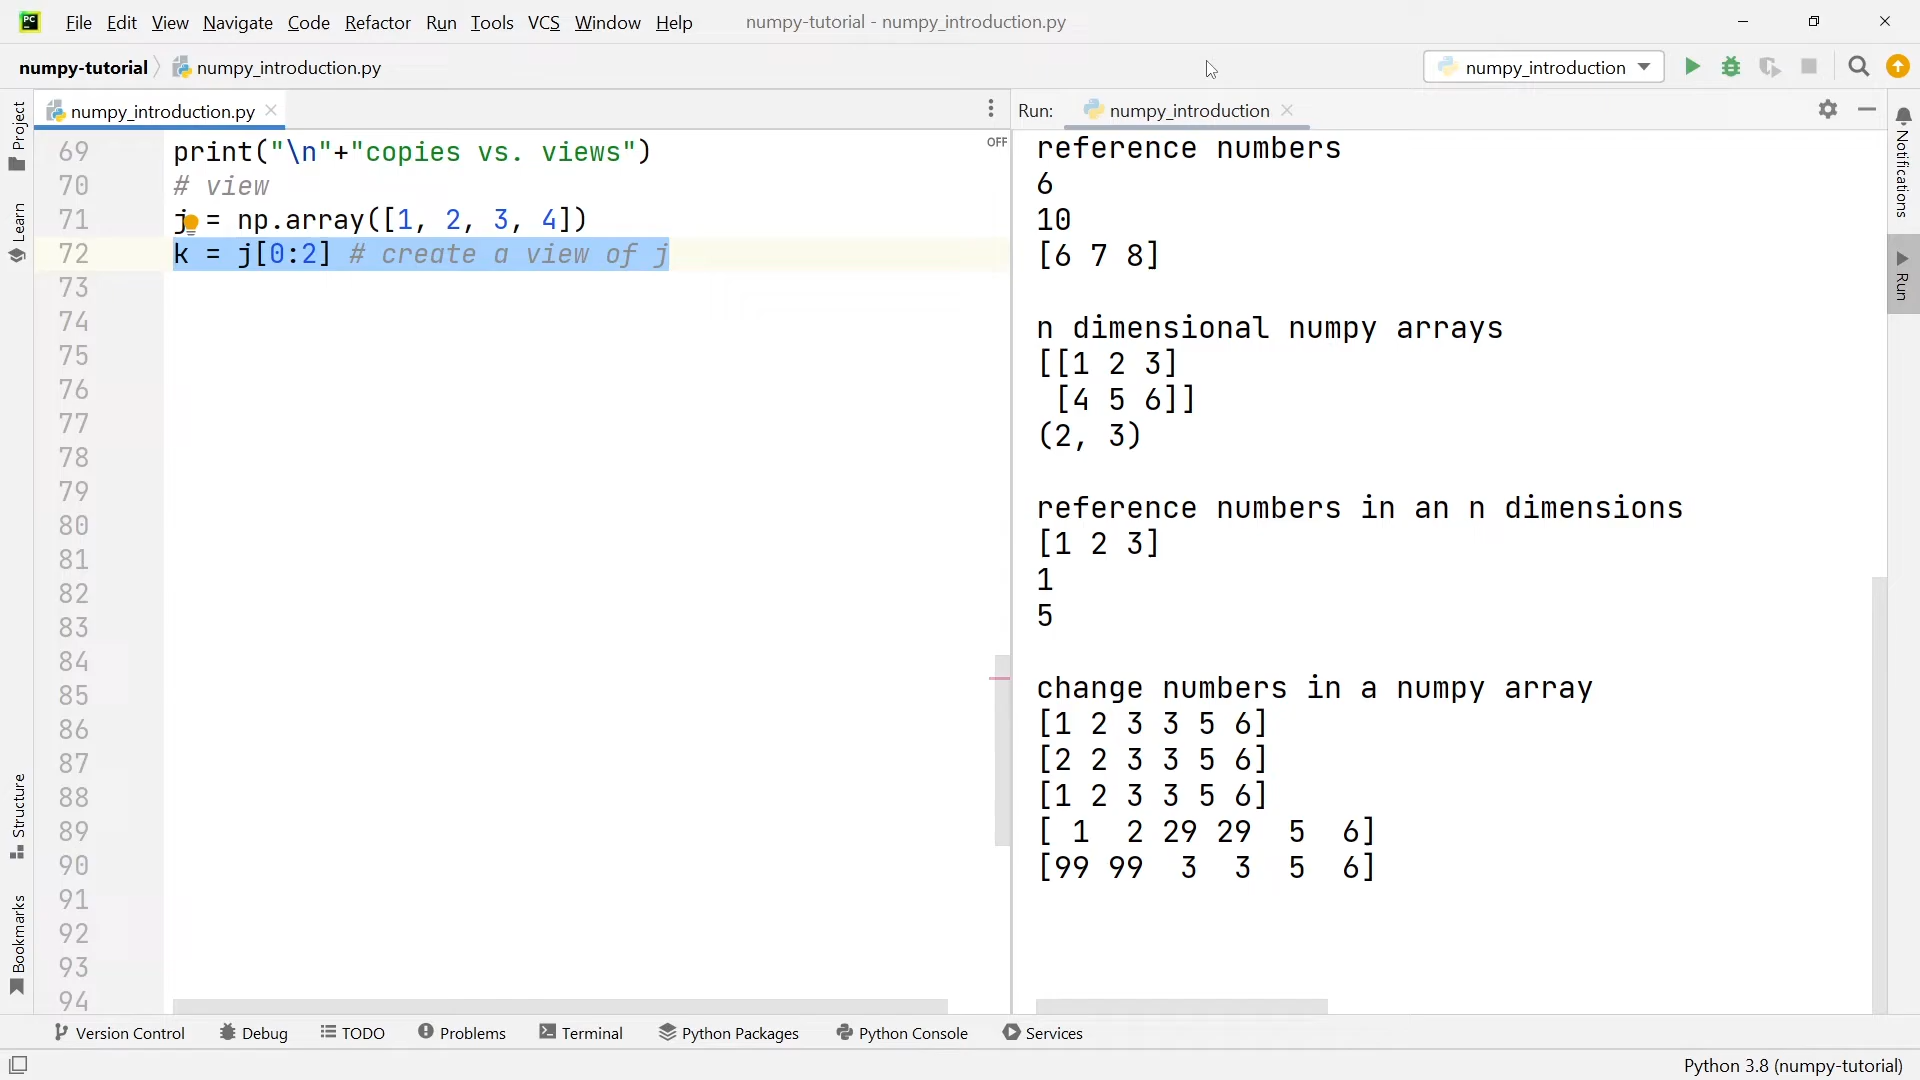 PC File Edit View Navigate Code Refactor Run Tools VCS Window Help numpy-tutorial - numpy_introduction.py
numpy-tutorial numpy_introduction.py numpy_introduction
numpy_introduction.py
69 print("\n"+"copies vs. views")
70 # view
71 j = np.array([1, 2, 3, 4])
72 k = j[0:2] # create a view of j
73
74
75
76
77
78
79
80
81
82
83
84
85
86
87
88
89
90
91
92
93
94
OFF
Run: numpy_introduction
reference numbers
6
10
[6 7 8]
n dimensional numpy arrays
[[1 2 3]
 [4 5 6]]
(2, 3)
reference numbers in an n dimensions
[1 2 3]
1
5
change numbers in a numpy array
[1 2 3 3 5 6]
[2 2 3 3 5 6]
[1 2 3 3 5 6]
[ 1  2 29 29  5  6]
[99 99  3  3  5  6]
Project
Learn
Structure
Bookmarks
Notifications
Run
Version Control Debug TODO Problems Terminal Python Packages Python Console Services
Python 3.8 (numpy-tutorial)